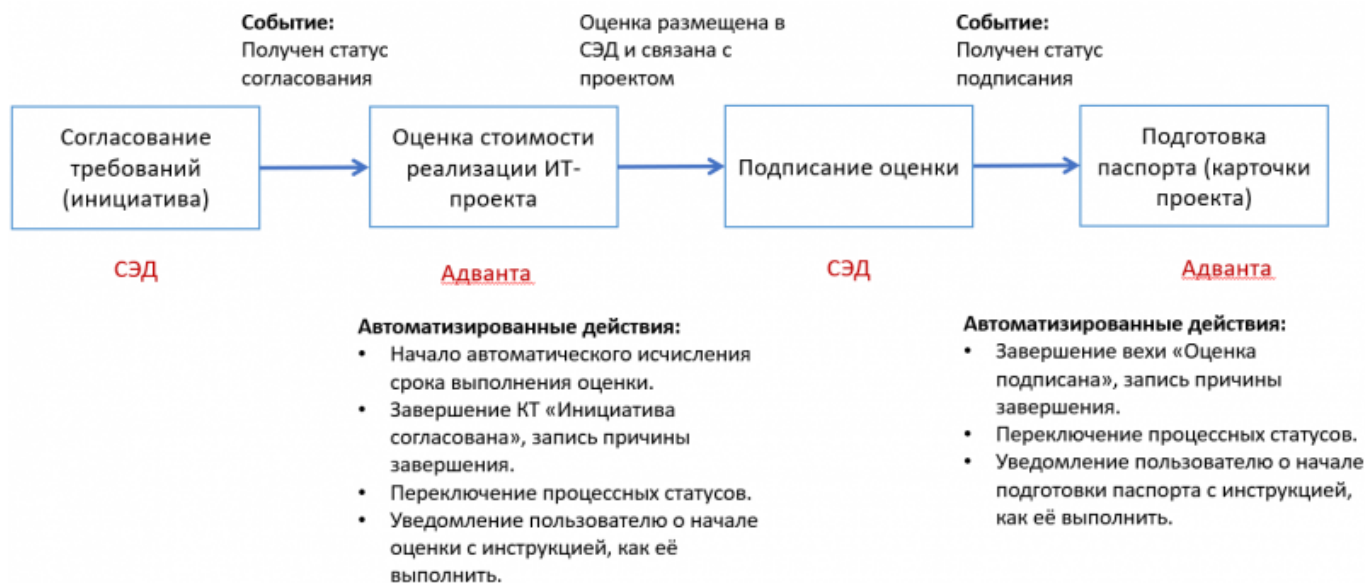 Событие:
Получен статус
согласования
Оценка размещена в
СЭД и связана с
проектом
Событие:
Получен статус
подписания
Согласование
требований
(инициатива)
Оценка стоимости
реализации ИТ-
проекта
Подписание оценки
Подготовка
паспорта (карточки
проекта)
СЭД
Адванта
СЭД
Адванта
Автоматизированные действия:
• Начало автоматического исчисления
срока выполнения оценки.
• Завершение КТ «Инициатива
согласована», запись причины
завершения.
• Переключение процессных статусов.
• Уведомление пользователю о начале
оценки с инструкцией, как её
выполнить.
Автоматизированные действия:
• Завершение вехи «Оценка
подписана», запись причины
завершения.
• Переключение процессных статусов.
• Уведомление пользователю о начале
подготовки паспорта с инструкцией,
как её выполнить.